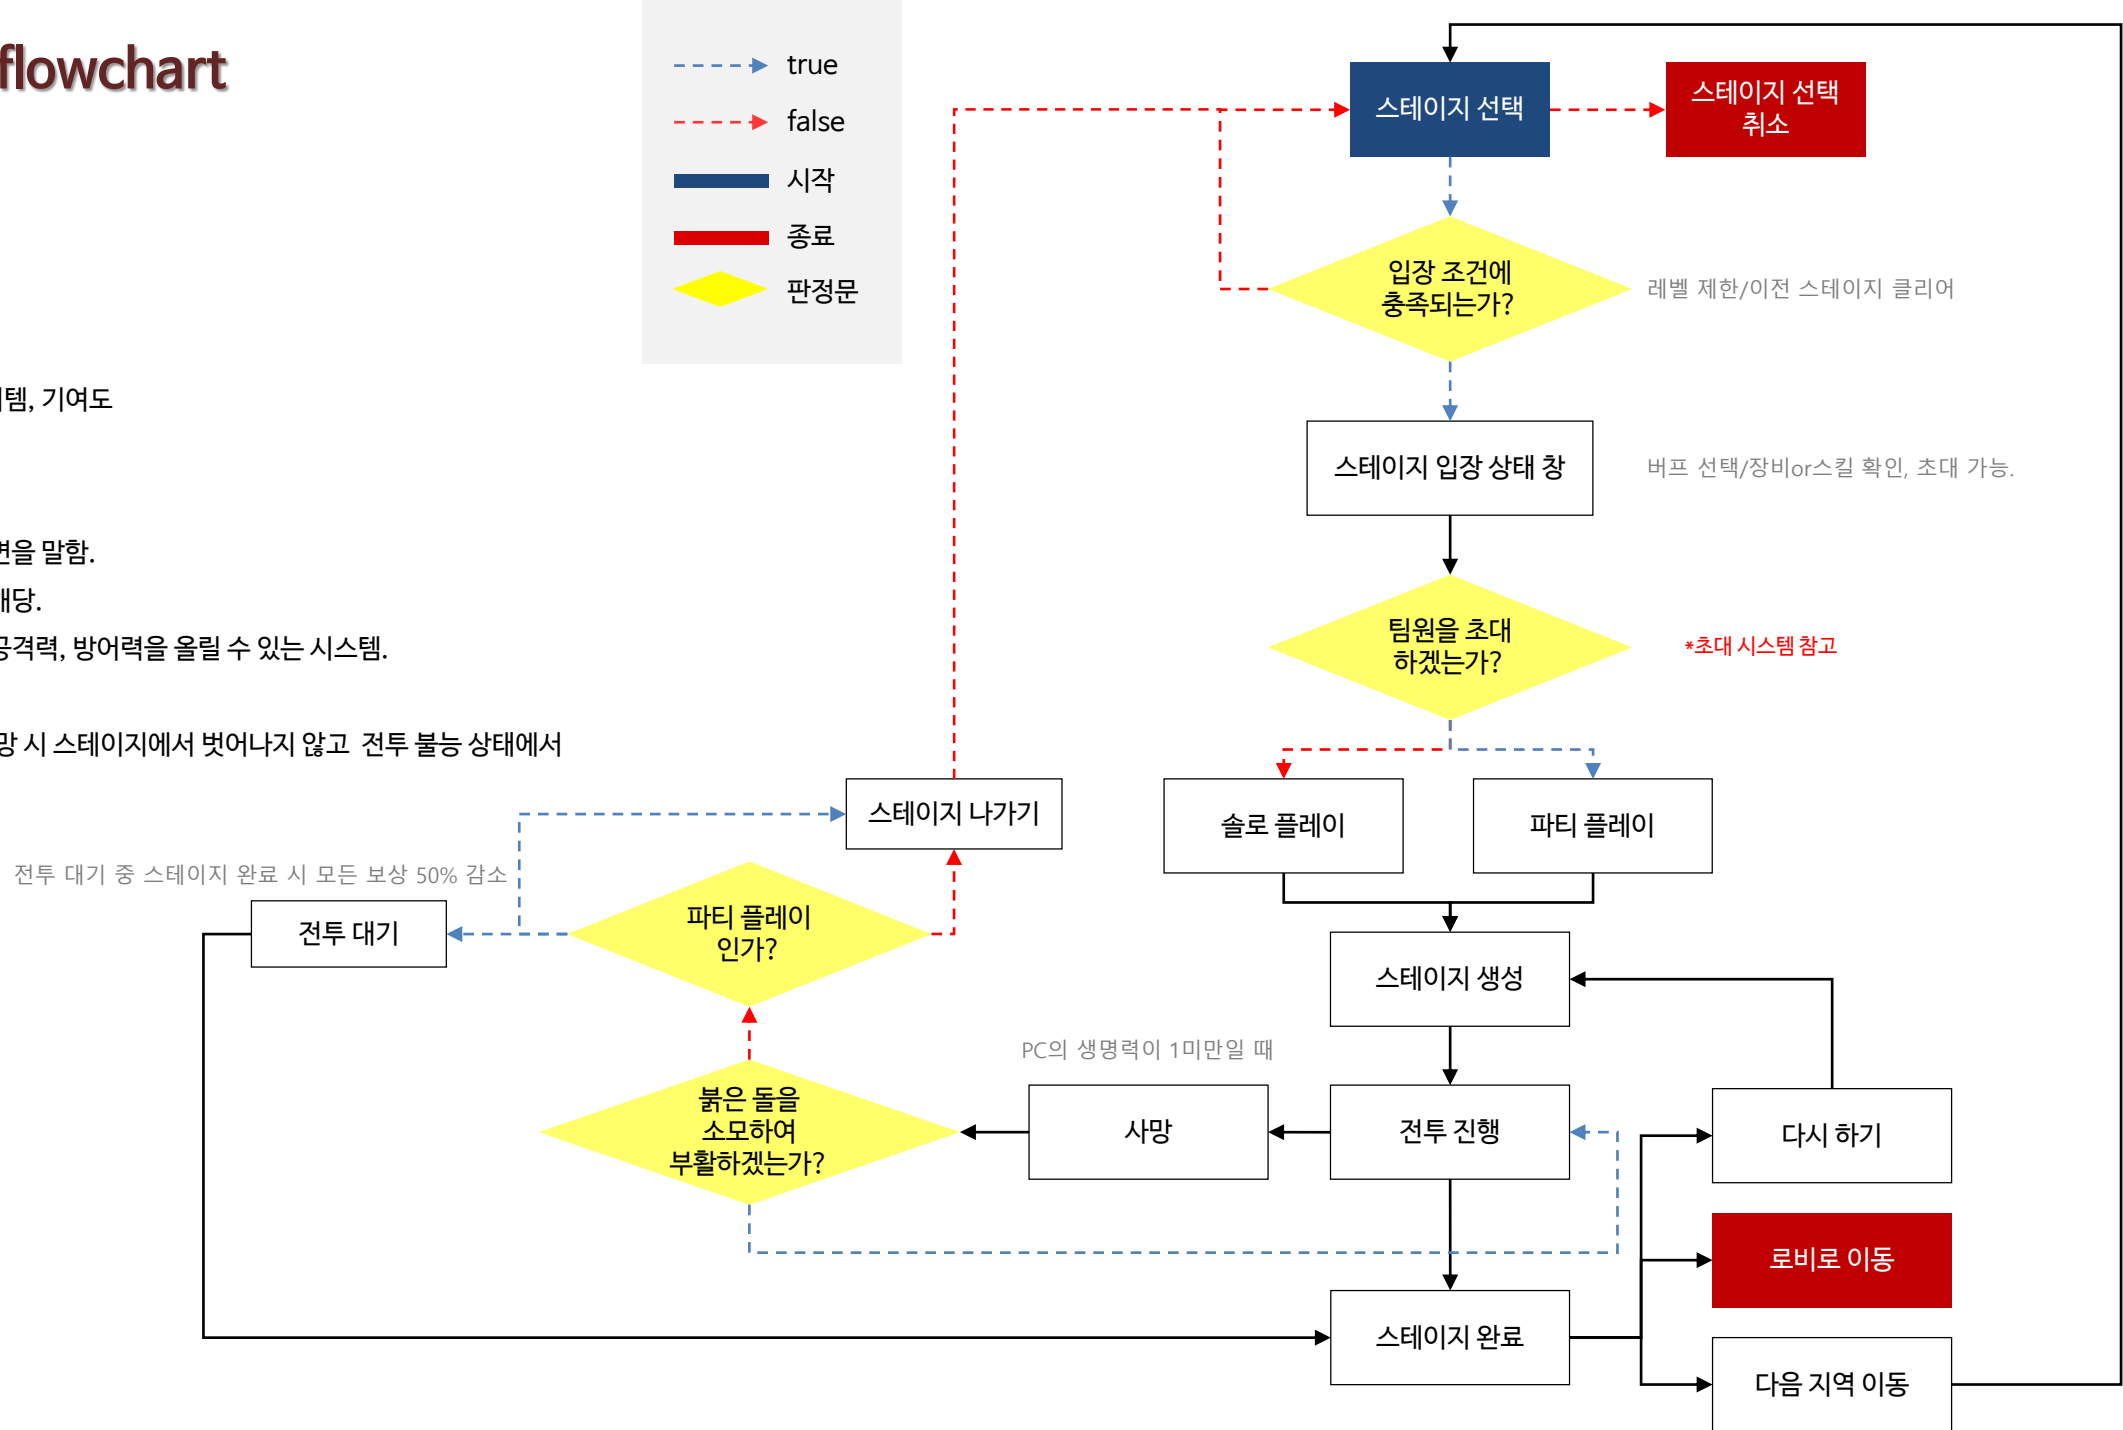 flowchart
true
false
시작
종료
판정문
스테이지 선택
스테이지 선택
취소
입장 조건에
충족되는가?
레벨 제한/이전 스테이지 클리어
템, 기여도
스테이지 입장 상태 창
버프 선택/장비or스킬 확인, 초대 가능.
면을 말함.
해당.
공격력, 방어력을 올릴 수 있는 시스템.
팀원을 초대
하겠는가?
*초대 시스템 참고
망 시 스테이지에서 벗어나지 않고 전투 불능 상태에서
스테이지 나가기
솔로 플레이
파티 플레이
전투 대기 중 스테이지 완료 시 모든 보상 50% 감소
전투 대기
파티 플레이
인가?
스테이지 생성
PC의 생명력이 1미만일 때
붉은 돌을
소모하여
부활하겠는가?
사망
전투 진행
다시 하기
로비로 이동
스테이지 완료
다음 지역 이동